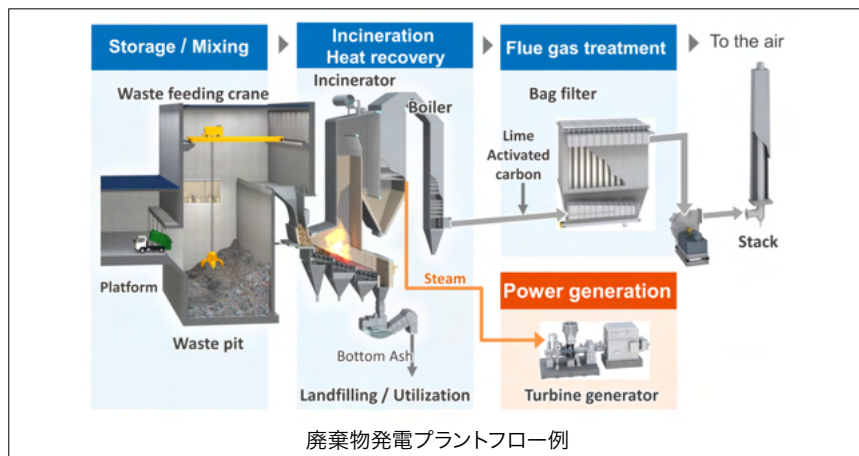 Storage / Mixing
Incineration
Heat recovery
Flue gas treatment
To the air
Waste feeding crane
Incinerator
Boiler
Bag filter
Lime
Activated
carbon
Stack
Platform
Steam
Power generation
Waste pit
Bottom Ash
Landfilling / Utilization
Turbine generator
廃棄物発電プラントフロー例